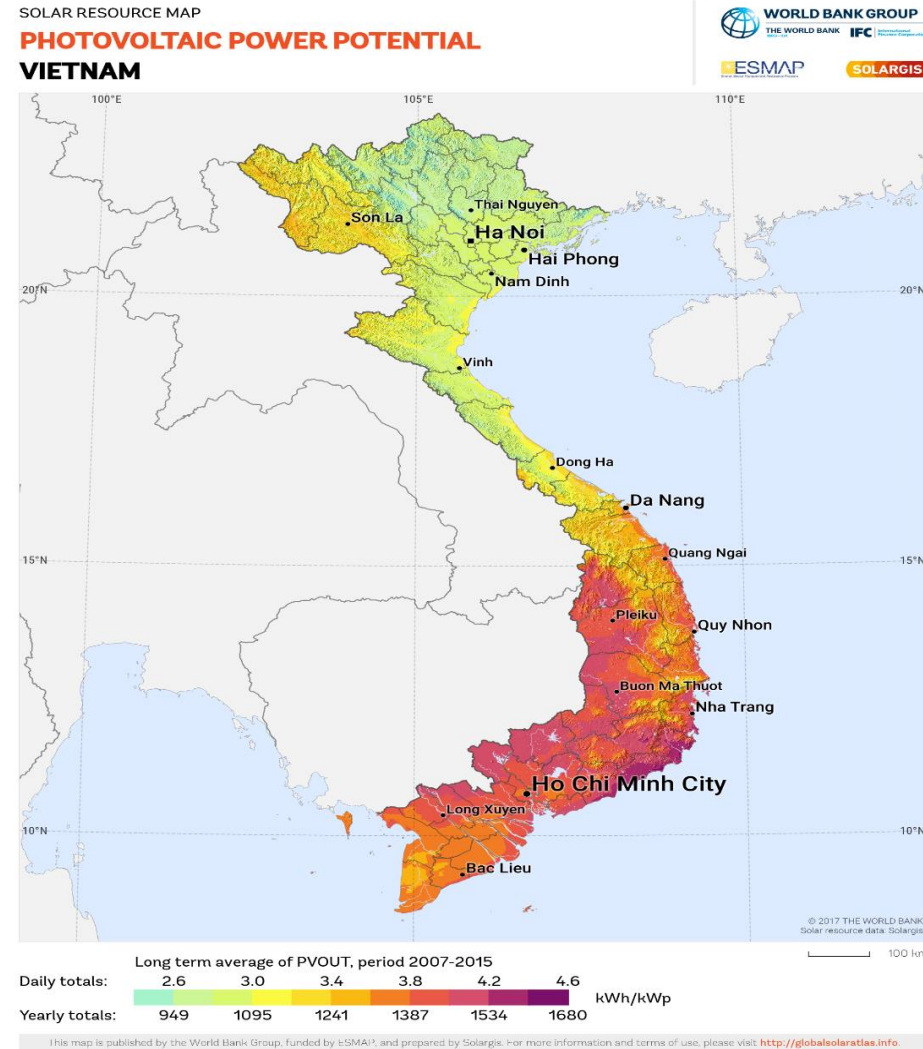 SOLAR RESOURCE MAP
PHOTOVOLTAIC POWER POTENTIAL
VIETNAM
WORLD BANK GROUP
THE WORLD BANK IFC
ESMAP
SOLARGIS
100°E 105°E 110°E
Thai Nguyen
Son La
Ha Noi
Hai Phong
Nam Dinh
20°N 20°N
Vinh
Dong Ha
Da Nang
Quang Ngai
15°N 15°N
Pleiku
Quy Nhon
Buon Ma Thuot
Nha Trang
Ho Chi Minh City
Long Xuyen
10°N 10°N
Bac Lieu
© 2017 THE WORLD BANK
Solar resource data: Solargis
100 km
Long term average of PVOUT, period 2007-2015
Daily totals: 2.6 3.0 3.4 3.8 4.2 4.6
kWh/kWp
Yearly totals: 949 1095 1241 1387 1534 1680
This map is published by the World Bank Group, funded by ESMAP, and prepared by Solargis. For more information and terms of use, please visit http://globalsolaratlas.info.